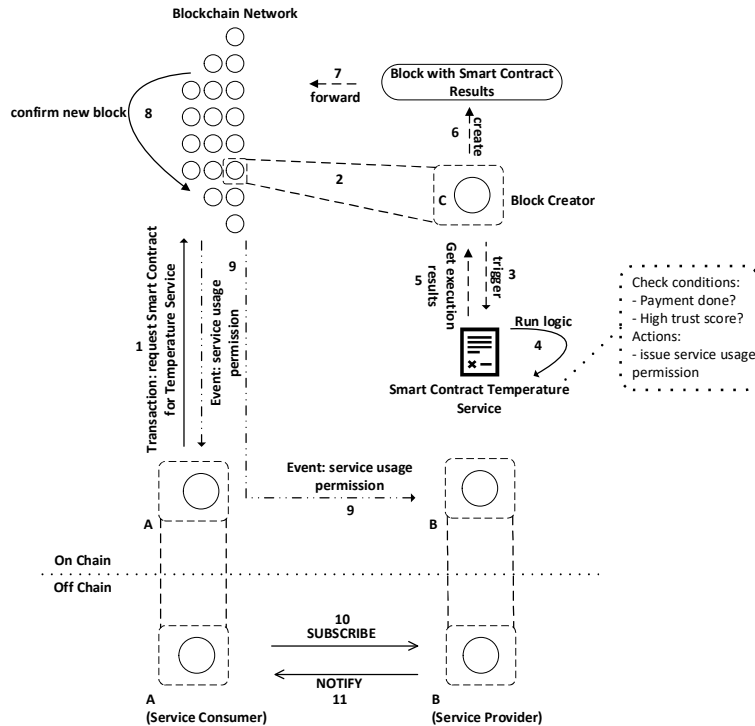 Blockchain Network
7
forward
Block with Smart Contract
Results
confirm new block
8
6
create
2
C
Block Creator
1
Transaction: request Smart Contract
for Temperature Service
Event: service usage
permission
9
5
Get execution
results
3
trigger
Run logic
4
Check conditions:
- Payment done?
- High trust score?
Actions:
- issue service usage
permission
Smart Contract Temperature
Service
Event: service usage
permission
9
A
B
On Chain
Off Chain
10
SUBSCRIBE
NOTIFY
11
A
(Service Consumer)
B
(Service Provider)